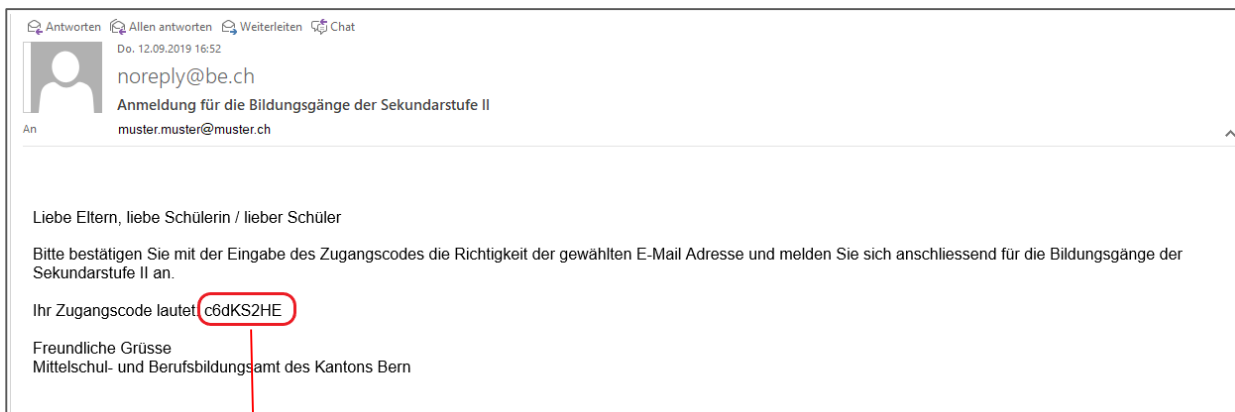 Antworten Allen antworten Weiterleiten Chat
Do. 12.09.2019 16:52
noreply@be.ch
Anmeldung für die Bildungsgänge der Sekundarstufe II
An muster.muster@muster.ch
Liebe Eltern, liebe Schülerin / lieber Schüler
Bitte bestätigen Sie mit der Eingabe des Zugangscodes die Richtigkeit der gewählten E-Mail Adresse und melden Sie sich anschliessend für die Bildungsgänge der
Sekundarstufe II an.
Ihr Zugangscode lautet: c6dKS2HE
Freundliche Grüsse
Mittelschul- und Berufsbildungsamt des Kantons Bern